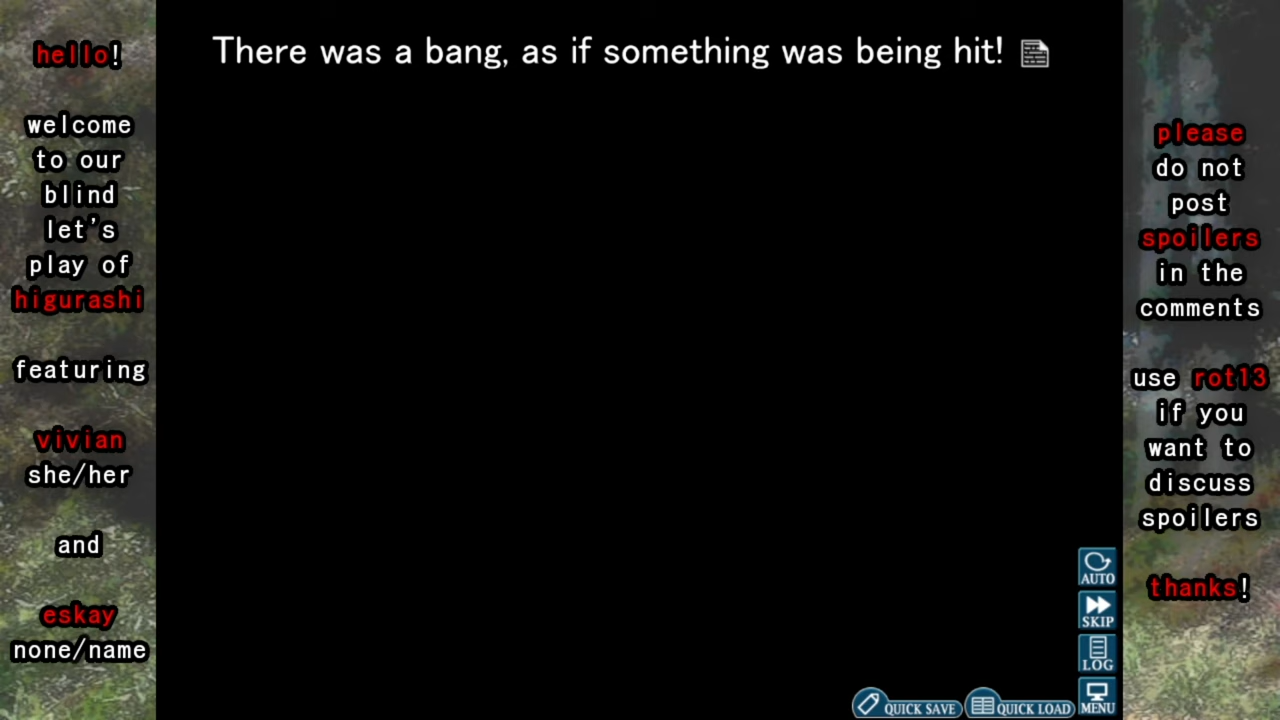 hello!
welcome
to our
blind
let's
play of
higurashi
featuring
vivian
she/her
and
eskay
none/name
There was a bang, as if something was being hit!
please
do not
post
spoilers
in the
comments
use rot13
if you
want to
discuss
spoilers
thanks!
AUTO
SKIP
LOG
MENU
QUICK SAVE
QUICK LOAD